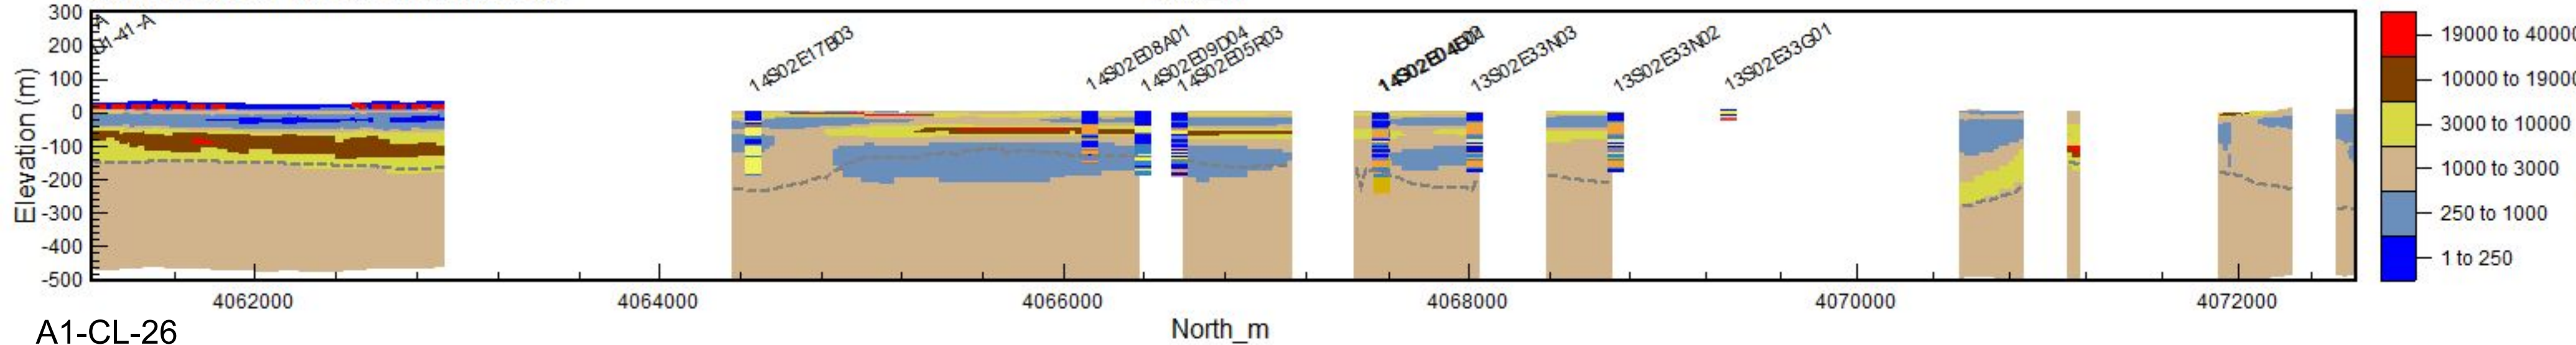 300
200
100
0
-100
-200
-300
-400
-500
Elevation (m)
14S02E17B03
14S02E08A01
14S02E09D04
14S02E05R03
13S02E33N03
13S02E33N02
13S02E33G01
4062000
4064000
4066000
4068000
4070000
4072000
North_m
19000 to 40000
10000 to 19000
3000 to 10000
1000 to 3000
250 to 1000
1 to 250
A1-CL-26